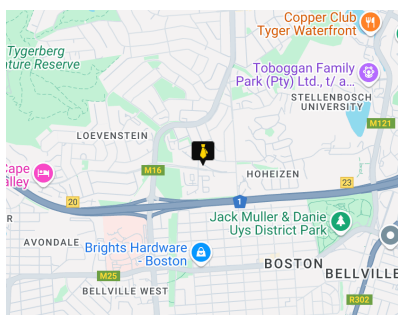 Copper Club
Tyger Waterfront
Tygerberg
ature Reserve
Toboggan Family
Park (Pty) Ltd., t/ a...
STELLENBOSCH
UNIVERSITY
M121
LOEVENSTEIN
Cape
lley
M16
HOHEIZEN
23
20
1
R
Jack Muller & Danie
Uys District Park
AVONDALE
Brights Hardware
- Boston
BOSTON
M25
BELLVILLE
BELLVILLE WEST
R302